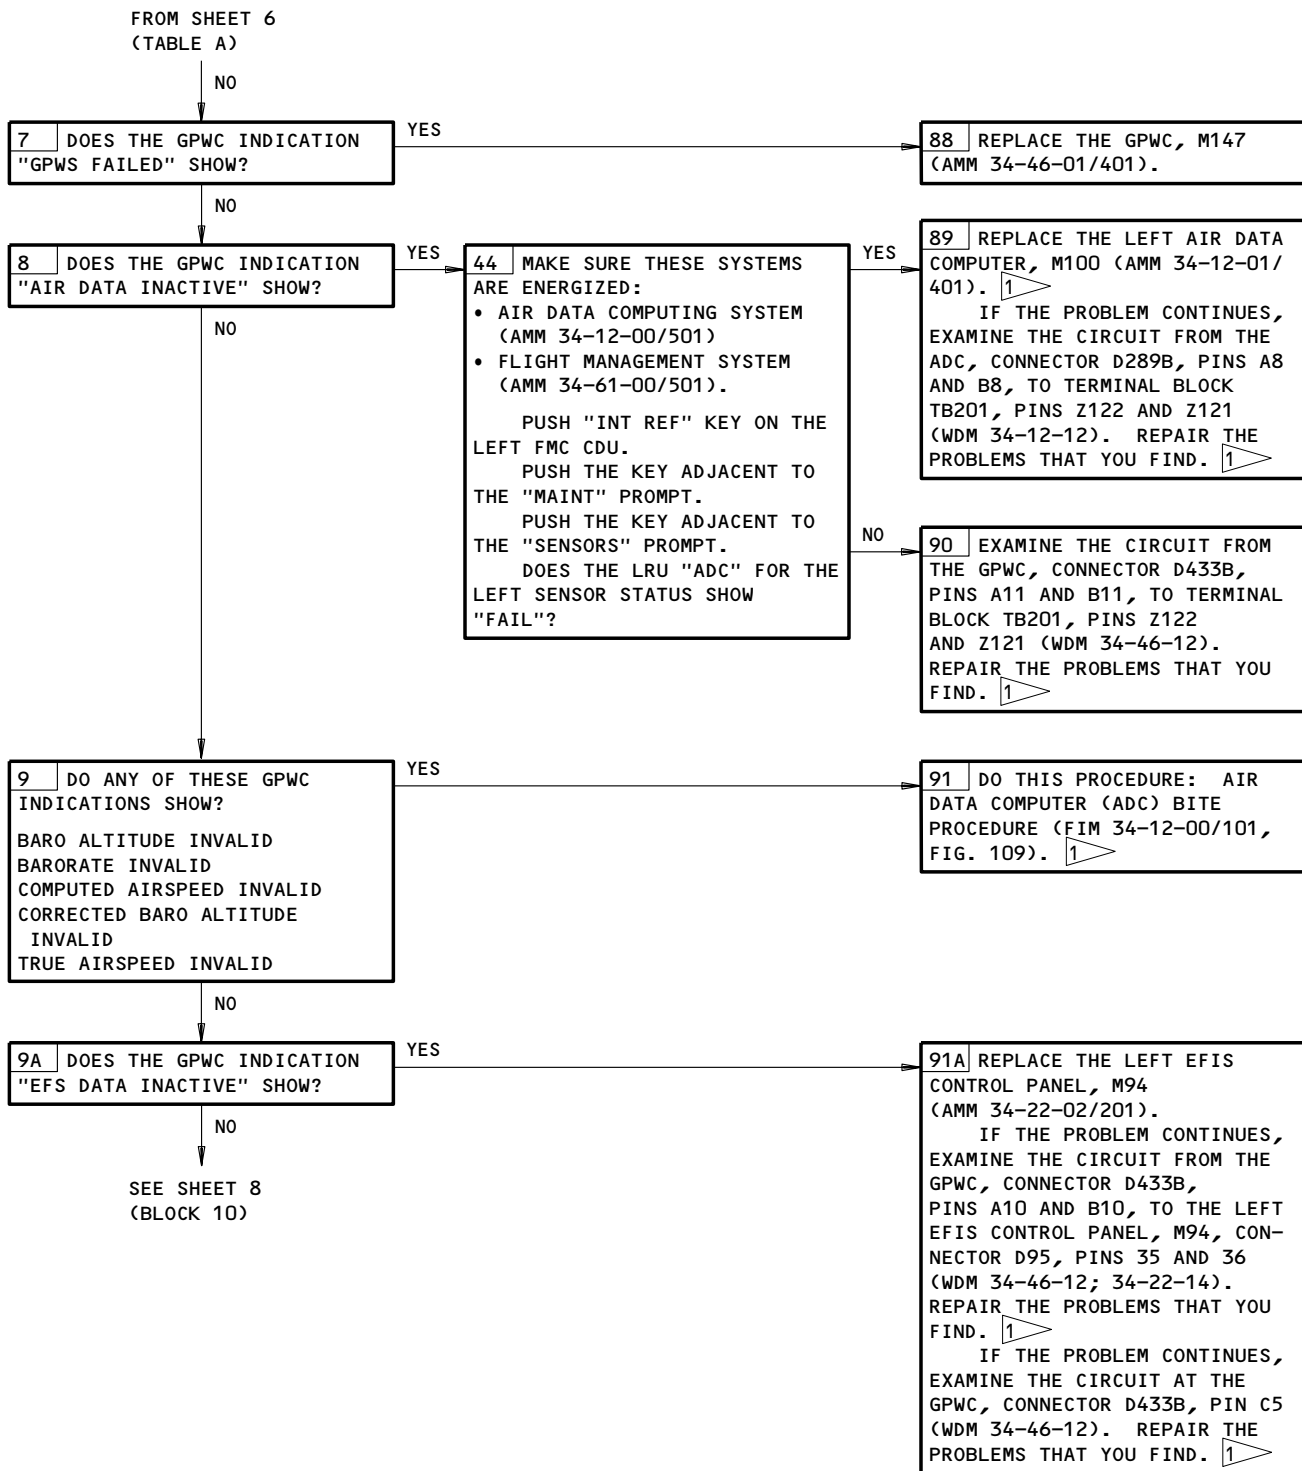 FROM SHEET 6
(TABLE A)
NO
7 DOES THE GPWC INDICATION
"GPWS FAILED" SHOW?
YES
88 REPLACE THE GPWC, M147
(AMM 34-46-01/401).
NO
8 DOES THE GPWC INDICATION
"AIR DATA INACTIVE" SHOW?
YES
44 MAKE SURE THESE SYSTEMS
ARE ENERGIZED:
• AIR DATA COMPUTING SYSTEM
(AMM 34-12-00/501)
• FLIGHT MANAGEMENT SYSTEM
(AMM 34-61-00/501).
PUSH "INT REF" KEY ON THE
LEFT FMC CDU.
PUSH THE KEY ADJACENT TO
THE "MAINT" PROMPT.
PUSH THE KEY ADJACENT TO
THE "SENSORS" PROMPT.
DOES THE LRU "ADC" FOR THE
LEFT SENSOR STATUS SHOW
"FAIL"?
YES
89 REPLACE THE LEFT AIR DATA
COMPUTER, M100 (AMM 34-12-01/
401). 1
IF THE PROBLEM CONTINUES,
EXAMINE THE CIRCUIT FROM THE
ADC, CONNECTOR D289B, PINS A8
AND B8, TO TERMINAL BLOCK
TB201, PINS Z122 AND Z121
(WDM 34-12-12). REPAIR THE
PROBLEMS THAT YOU FIND. 1
NO
90 EXAMINE THE CIRCUIT FROM
THE GPWC, CONNECTOR D433B,
PINS A11 AND B11, TO TERMINAL
BLOCK TB201, PINS Z122
AND Z121 (WDM 34-46-12).
REPAIR THE PROBLEMS THAT YOU
FIND. 1
NO
9 DO ANY OF THESE GPWC
INDICATIONS SHOW?
BARO ALTITUDE INVALID
BARORATE INVALID
COMPUTED AIRSPEED INVALID
CORRECTED BARO ALTITUDE
INVALID
TRUE AIRSPEED INVALID
YES
91 DO THIS PROCEDURE: AIR
DATA COMPUTER (ADC) BITE
PROCEDURE (FIM 34-12-00/101,
FIG. 109). 1
NO
9A DOES THE GPWC INDICATION
"EFS DATA INACTIVE" SHOW?
YES
91A REPLACE THE LEFT EFIS
CONTROL PANEL, M94
(AMM 34-22-02/201).
IF THE PROBLEM CONTINUES,
EXAMINE THE CIRCUIT FROM THE
GPWC, CONNECTOR D433B,
PINS A10 AND B10, TO THE LEFT
EFIS CONTROL PANEL, M94, CON-
NECTOR D95, PINS 35 AND 36
(WDM 34-46-12; 34-22-14).
REPAIR THE PROBLEMS THAT YOU
FIND. 1
IF THE PROBLEM CONTINUES,
EXAMINE THE CIRCUIT AT THE
GPWC, CONNECTOR D433B, PIN C5
(WDM 34-46-12). REPAIR THE
PROBLEMS THAT YOU FIND. 1
NO
SEE SHEET 8
(BLOCK 10)